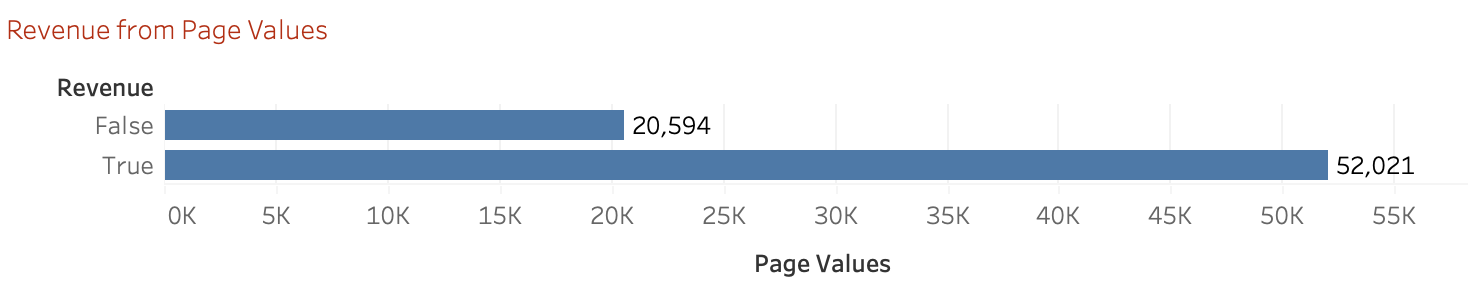 Revenue from Page Values
Revenue
False 20,594
True 52,021
0K 5K 10K 15K 20K 25K 30K 35K 40K 45K 50K 55K
Page Values